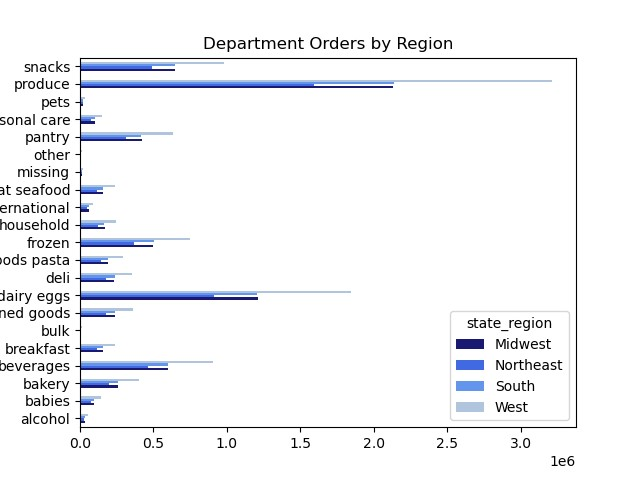 Department Orders by Region
snacks
produce
pets
sonal care
pantry
other
missing
at seafood
ernational
household
frozen
oods pasta
deli
dairy eggs
ned goods
bulk
breakfast
beverages
bakery
babies
alcohol
state_region
Midwest
Northeast
South
West
0.0 0.5 1.0 1.5 2.0 2.5 3.0
1e6